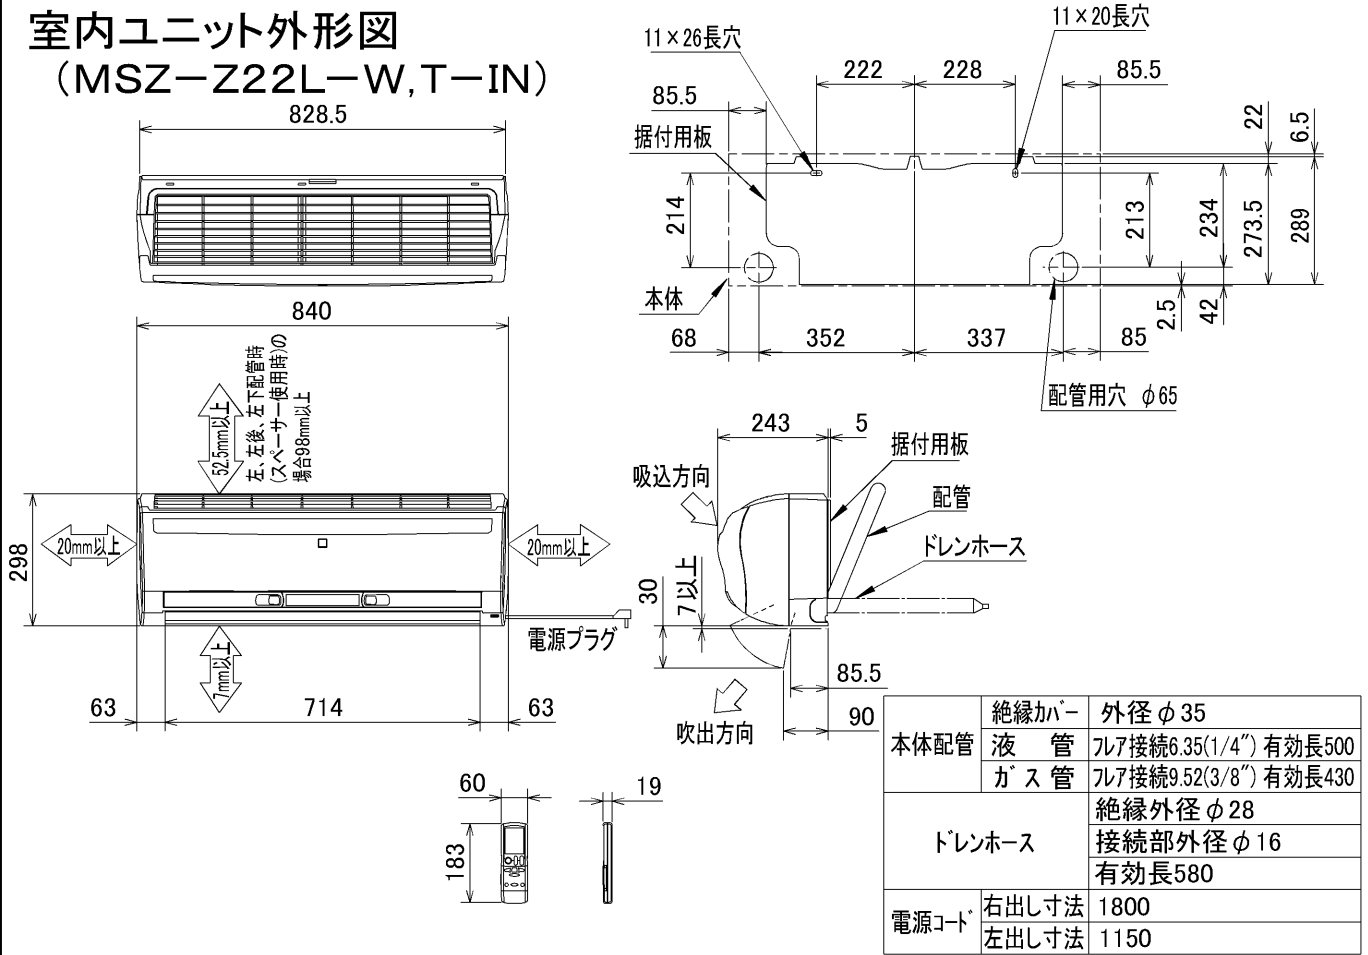 室内ユニット外形図
（MSZ－Z22L－W,T－IN）
828.5
840
52.5mm以上
左、左後、左下配管時
(スペーサー使用時)の
場合98mm以上
298
20mm以上
20mm以上
電源プラグ
7mm以上
63
714
63
11×26長穴
11×20長穴
222
228
85.5
85.5
据付用板
22
6.5
214
213
234
273.5
289
本体
2.5
42
68
352
337
85
配管用穴 φ65
243
5
据付用板
吸込方向
配管
ドレンホース
30
7以上
85.5
90
吹出方向
60
19
183
本体配管
絶縁カバー 外径φ35
液管 フレア接続6.35(1/4″) 有効長500
ガス管 フレア接続9.52(3/8″) 有効長430
ドレンホース
絶縁外径φ28
接続部外径φ16
有効長580
電源コード
右出し寸法 1800
左出し寸法 1150